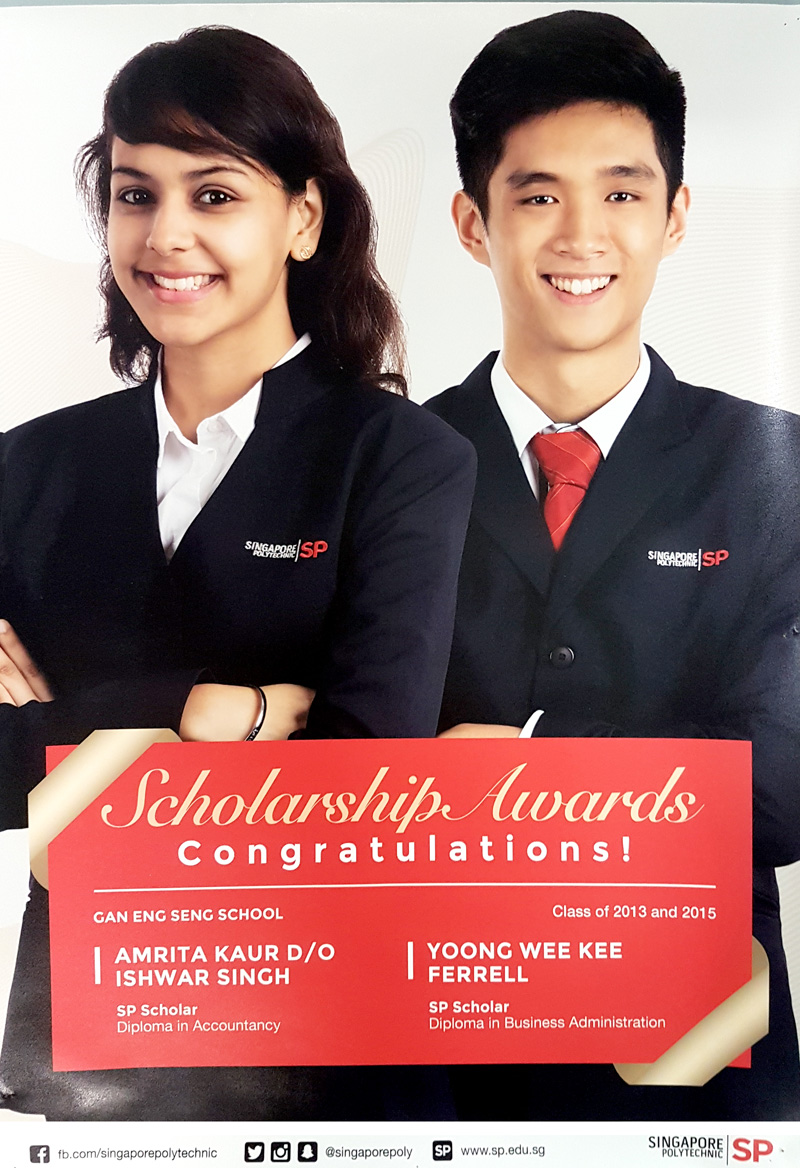 SINGAPORE
POLYTECHNIC
SP
SINGAPORE
POLYTECHNIC
SP
Scholarship Awards
Congratulations!
GAN ENG SENG SCHOOL
Class of 2013 and 2015
AMRITA KAUR D/O
ISHWAR SINGH
SP Scholar
Diploma in Accountancy
YOONG WEE KEE
FERRELL
SP Scholar
Diploma in Business Administration
fb.com/singaporepolytechnic
@singaporepoly
SP www.sp.edu.sg
SINGAPORE
POLYTECHNIC
SP